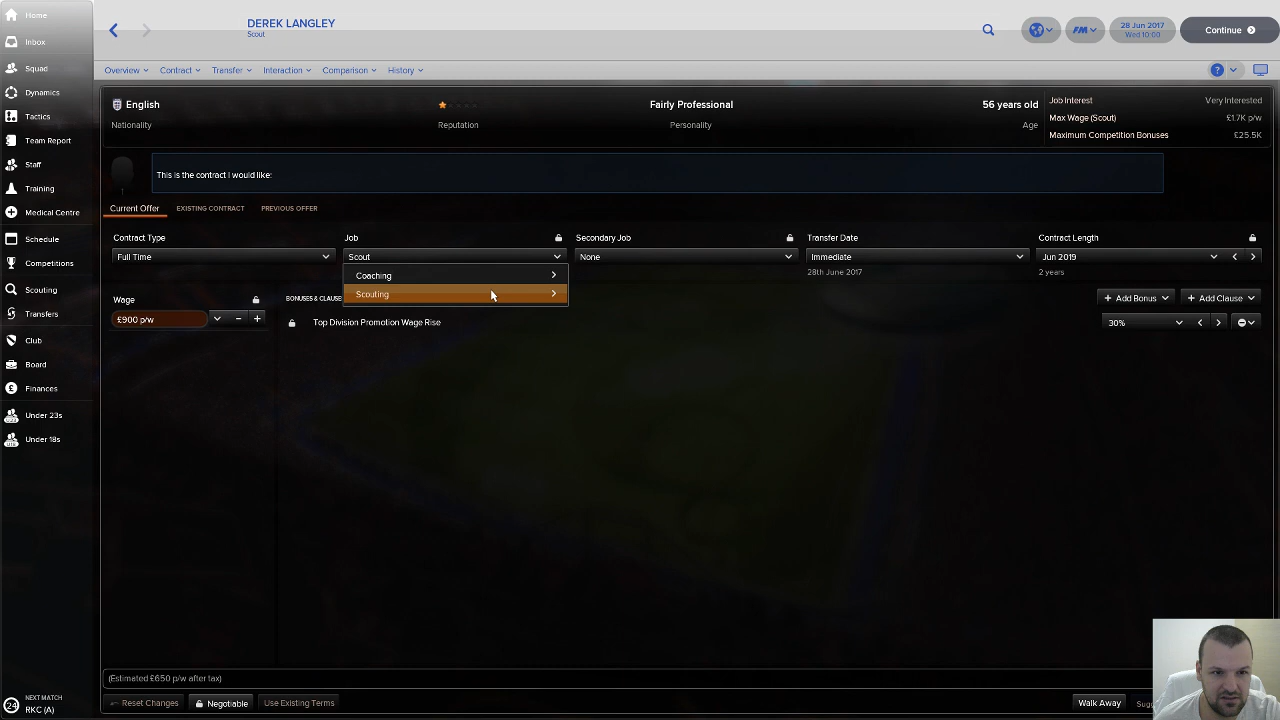 Home
Inbox
Squad
Dynamics
Tactics
Team Report
Staff
Training
Medical Centre
Schedule
Competitions
Scouting
Transfers
Club
Board
Finances
Under 23s
Under 18s
24
NEXT MATCH
RKC (A)
DEREK LANGLEY
Scout
FM
28 Jun 2017
Wed 10:00
Continue
Overview
Contract
Transfer
Interaction
Comparison
History
?
English
Nationality
Reputation
Fairly Professional
Personality
56 years old
Age
Job Interest Very Interested
Max Wage (Scout) £1.7K p/w
Maximum Competition Bonuses £25.5K
This is the contract I would like:
Current Offer EXISTING CONTRACT PREVIOUS OFFER
Contract Type
Full Time
Job
Scout
Coaching
Scouting
Secondary Job
None
Transfer Date
Immediate
28th June 2017
Contract Length
Jun 2019
2 years
Wage
£900 p/w
BONUSES & CLAUSE
+ Add Bonus
+ Add Clause
Top Division Promotion Wage Rise
30%
(Estimated £650 p/w after tax)
Reset Changes
Negotiable
Use Existing Terms
Walk Away